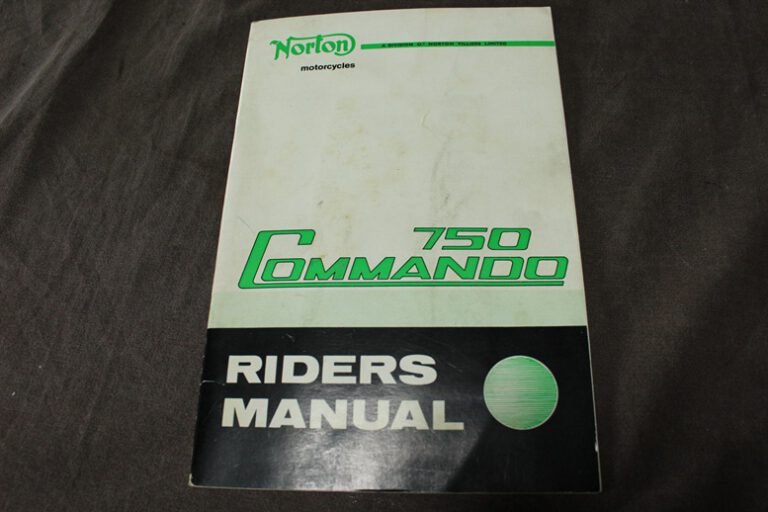 Norton
A DIVISION OF NORTON VILLIERS LIMITED
motorcycles
750
COMMANDO
RIDERS
MANUAL